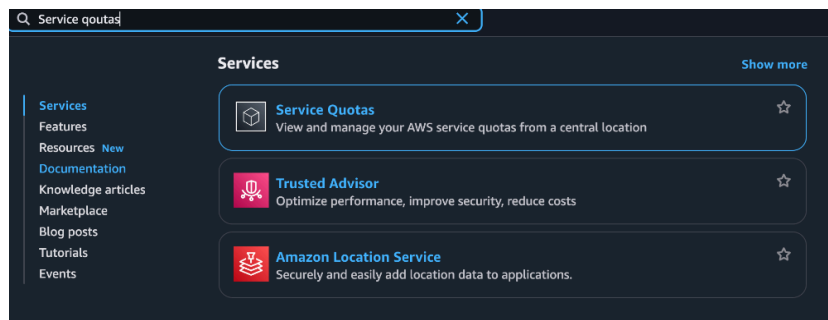 Service qoutas
Services
Show more
Services
Features
Resources New
Documentation
Knowledge articles
Marketplace
Blog posts
Tutorials
Events
Service Quotas
View and manage your AWS service quotas from a central location
Trusted Advisor
Optimize performance, improve security, reduce costs
Amazon Location Service
Securely and easily add location data to applications.